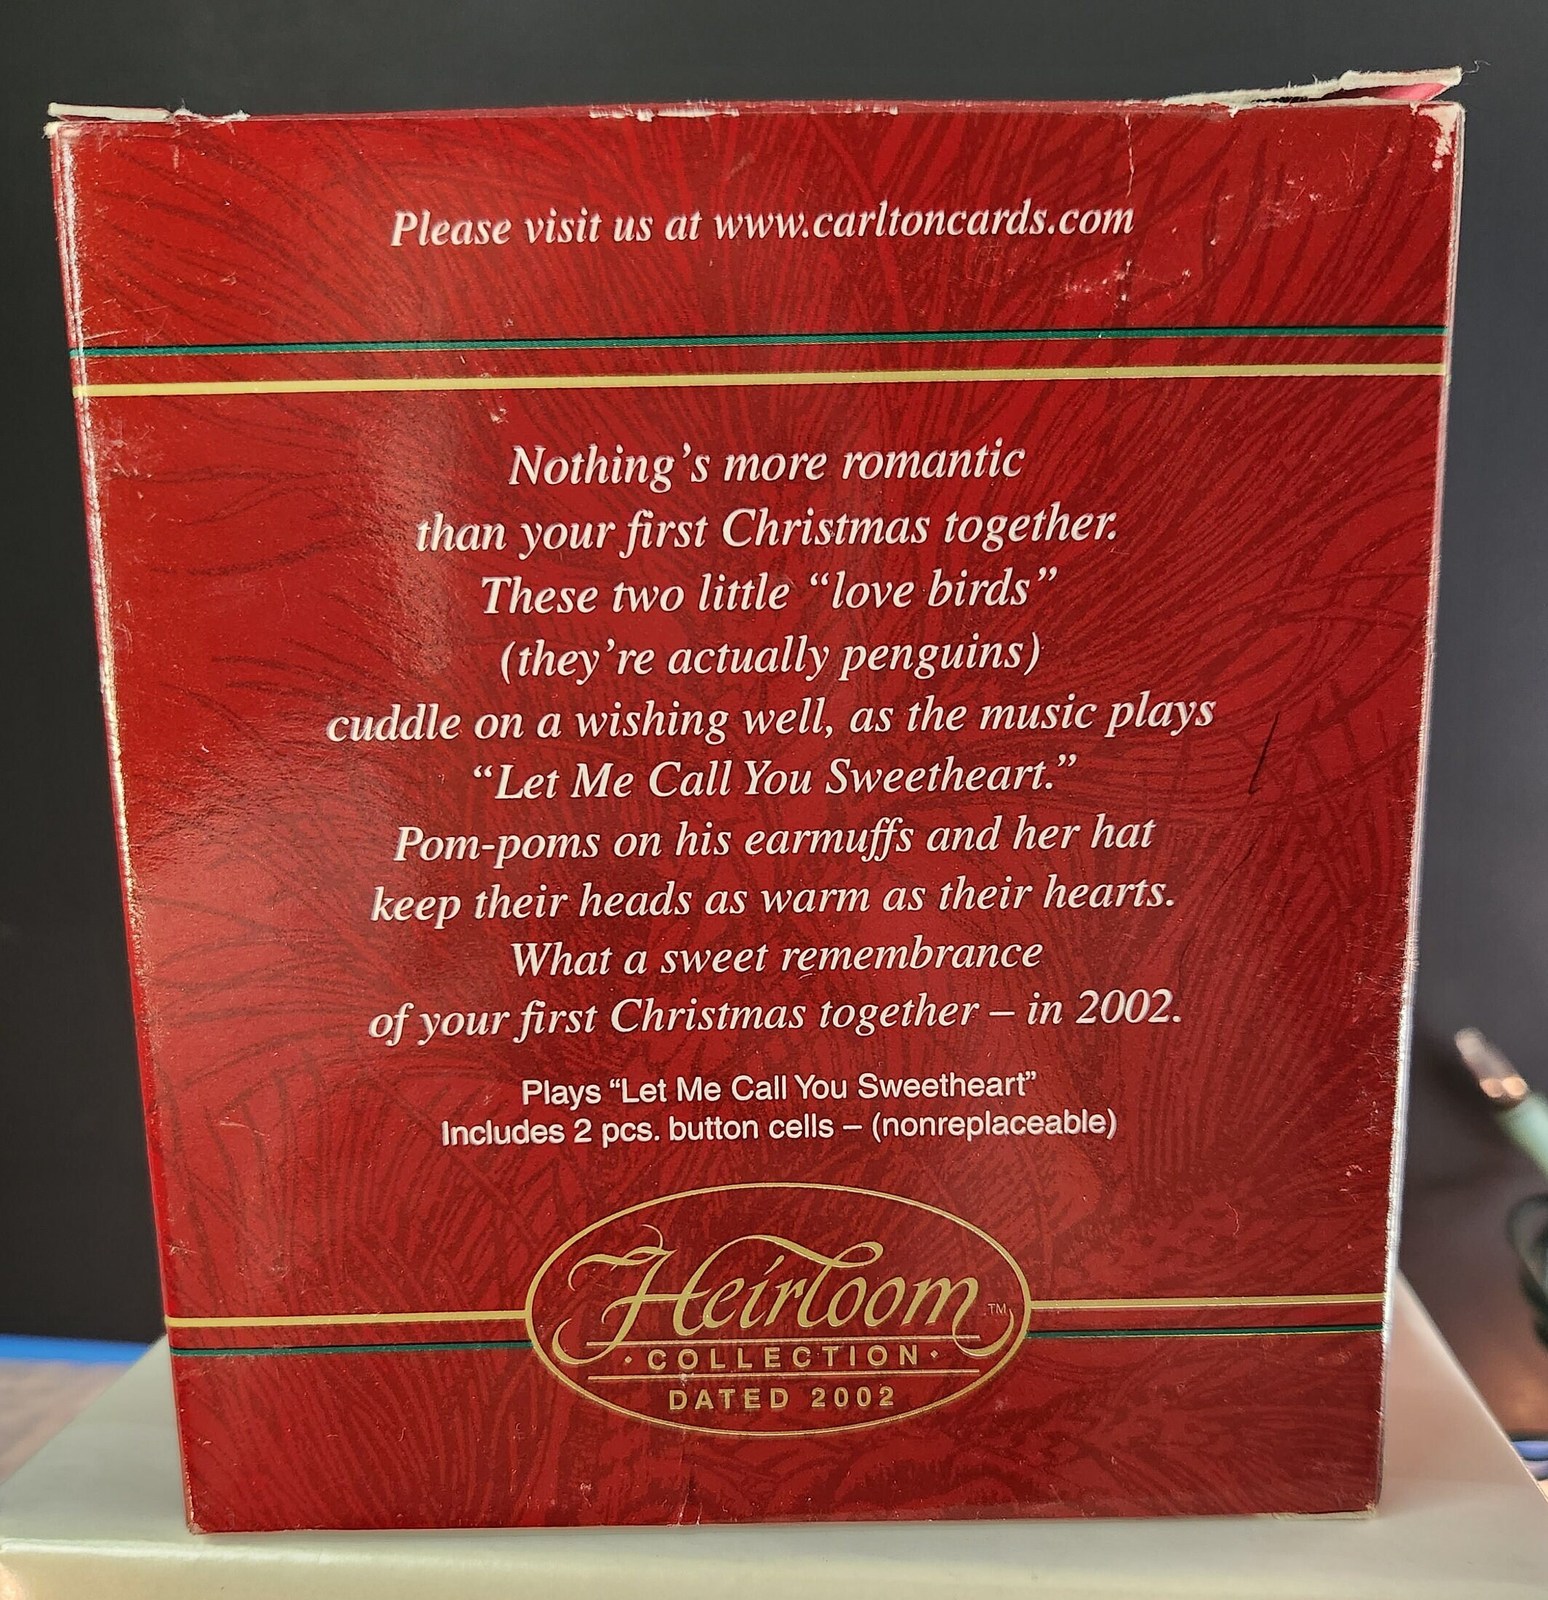 Please visit us at www.carltoncards.com
Nothing's more romantic
than your first Christmas together.
These two little “love birds”
(they're actually penguins)
cuddle on a wishing well, as the music plays
“Let Me Call You Sweetheart.”
Pom-poms on his earmuffs and her hat
keep their heads as warm as their hearts.
What a sweet remembrance
of your first Christmas together – in 2002.
Plays “Let Me Call You Sweetheart”
Includes 2 pcs. button cells – (nonreplaceable)
Heirloom ™
· COLLECTION ·
DATED 2002